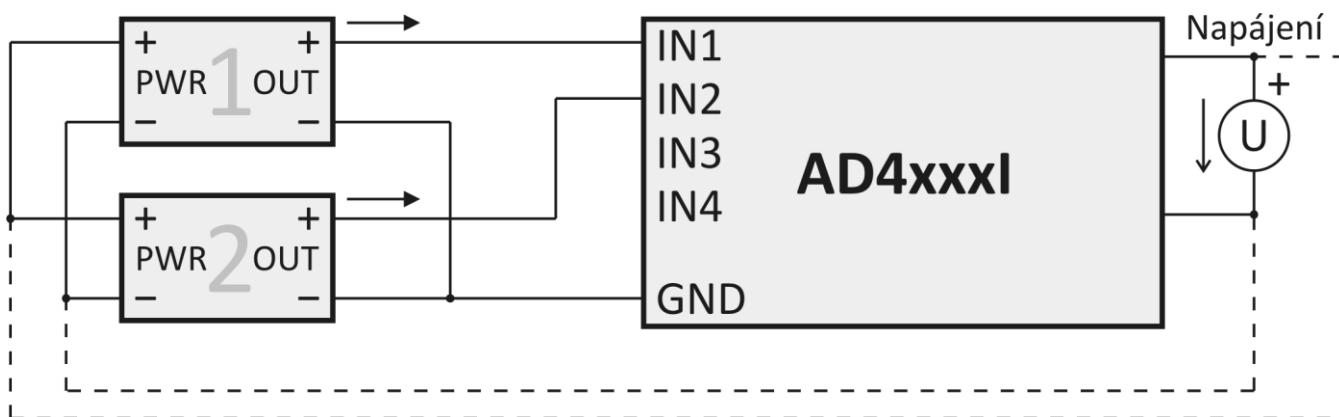 Napájení
+ +
PWR 1 OUT
− −
+ +
PWR 2 OUT
− −
IN1
IN2
IN3
IN4
GND
AD4xxxI
+
U